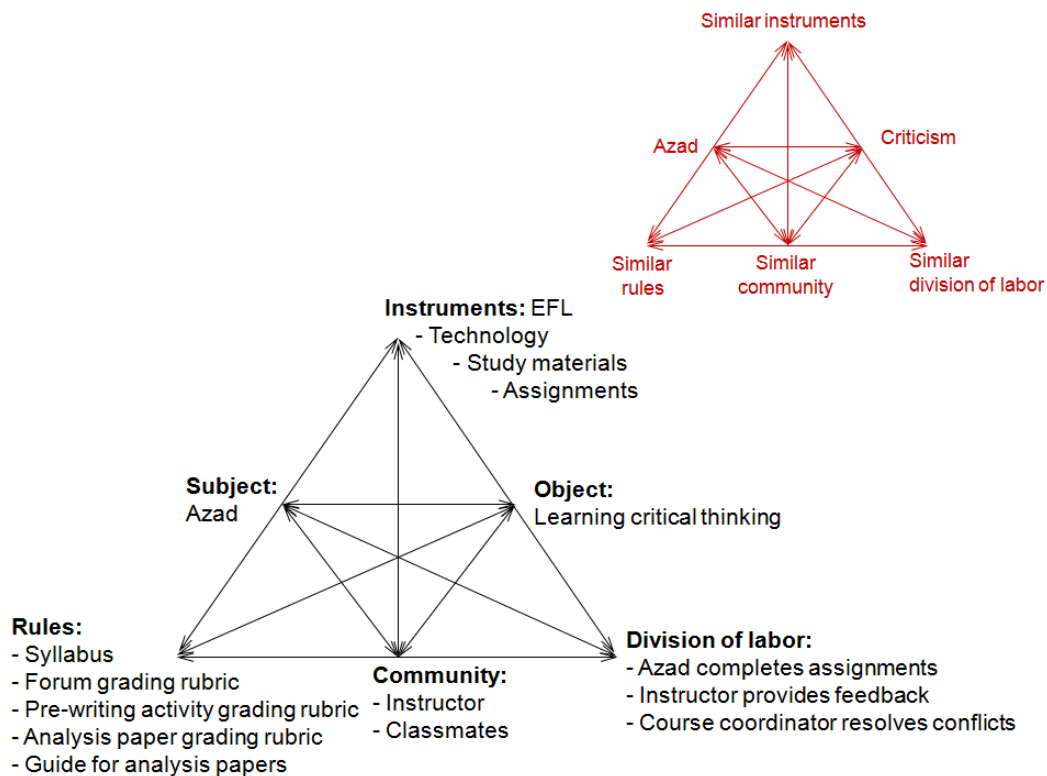 Similar instruments
Azad
Criticism
Similar
rules
Similar
community
Similar
division of labor
Instruments: EFL
- Technology
- Study materials
- Assignments
Subject:
Azad
Object:
Learning critical thinking
Rules:
- Syllabus
- Forum grading rubric
- Pre-writing activity grading rubric
- Analysis paper grading rubric
- Guide for analysis papers
Community:
- Instructor
- Classmates
Division of labor:
- Azad completes assignments
- Instructor provides feedback
- Course coordinator resolves conflicts